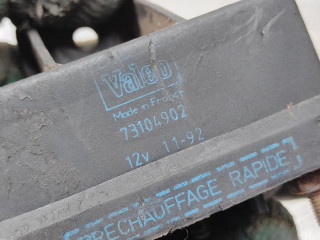 Valeo
Made in France
73104902
12v 11-92
PRECHAUFFAGE RAPIDE